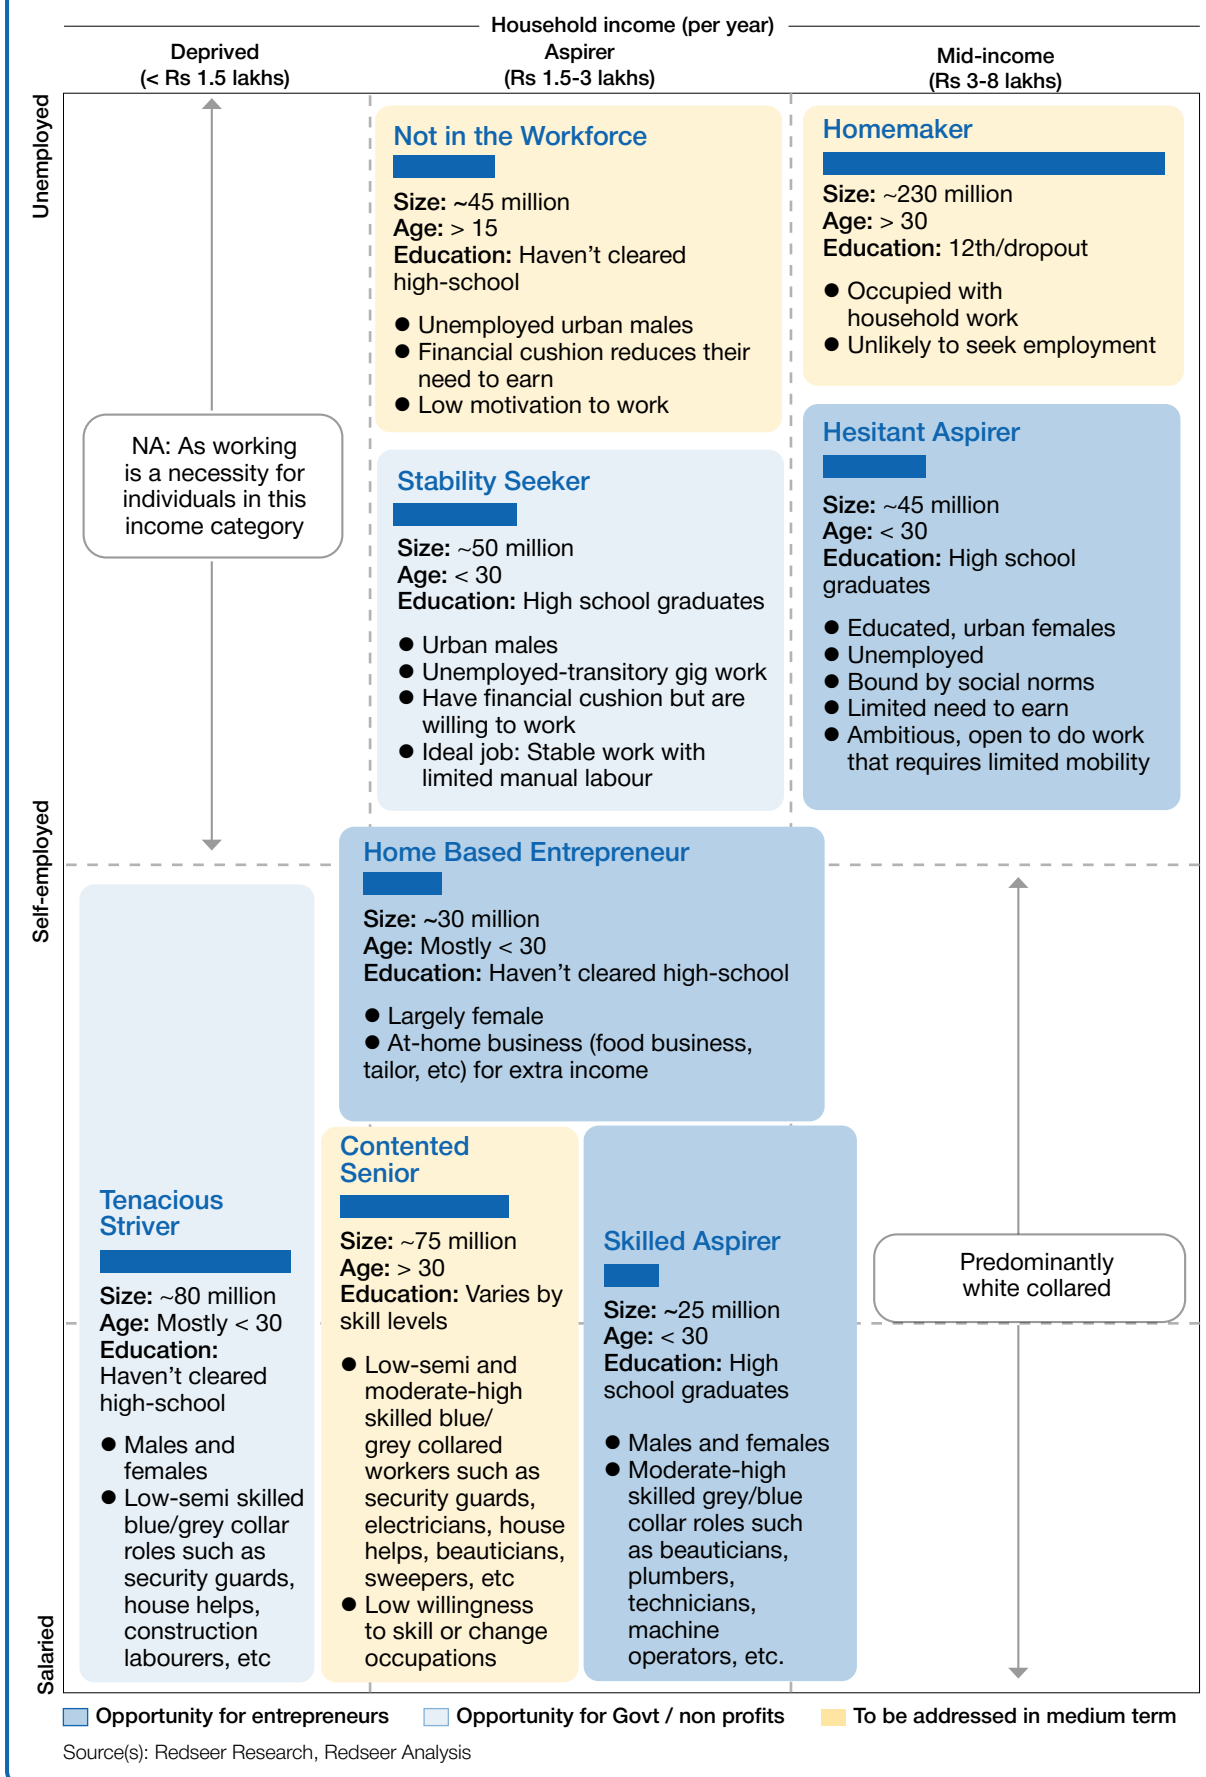 Household income (per year)
Deprived
(< Rs 1.5 lakhs)
Aspirer
(Rs 1.5-3 lakhs)
Mid-income
(Rs 3-8 lakhs)
Unemployed
Not in the Workforce
Size: ~45 million
Age: > 15
Education: Haven't cleared
high-school
● Unemployed urban males
● Financial cushion reduces their
need to earn
● Low motivation to work
Homemaker
Size: ~230 million
Age: > 30
Education: 12th/dropout
● Occupied with
household work
● Unlikely to seek employment
NA: As working
is a necessity for
individuals in this
income category
Stability Seeker
Size: ~50 million
Age: < 30
Education: High school graduates
● Urban males
● Unemployed-transitory gig work
● Have financial cushion but are
willing to work
● Ideal job: Stable work with
limited manual labour
Hesitant Aspirer
Size: ~45 million
Age: < 30
Education: High school
graduates
● Educated, urban females
● Unemployed
● Bound by social norms
● Limited need to earn
● Ambitious, open to do work
that requires limited mobility
Self-employed
Home Based Entrepreneur
Size: ~30 million
Age: Mostly < 30
Education: Haven't cleared high-school
● Largely female
● At-home business (food business,
tailor, etc) for extra income
Tenacious
Striver
Size: ~80 million
Age: Mostly < 30
Education:
Haven't cleared
high-school
● Males and
females
● Low-semi skilled
blue/grey collar
roles such as
security guards,
house helps,
construction
labourers, etc
Contented
Senior
Size: ~75 million
Age: > 30
Education: Varies by
skill levels
● Low-semi and
moderate-high
skilled blue/
grey collared
workers such as
security guards,
electricians, house
helps, beauticians,
sweepers, etc
● Low willingness
to skill or change
occupations
Skilled Aspirer
Size: ~25 million
Age: < 30
Education: High
school graduates
● Males and females
● Moderate-high
skilled grey/blue
collar roles such
as beauticians,
plumbers,
technicians,
machine
operators, etc.
Predominantly
white collared
Salaried
Opportunity for entrepreneurs
Opportunity for Govt / non profits
To be addressed in medium term
Source(s): Redseer Research, Redseer Analysis